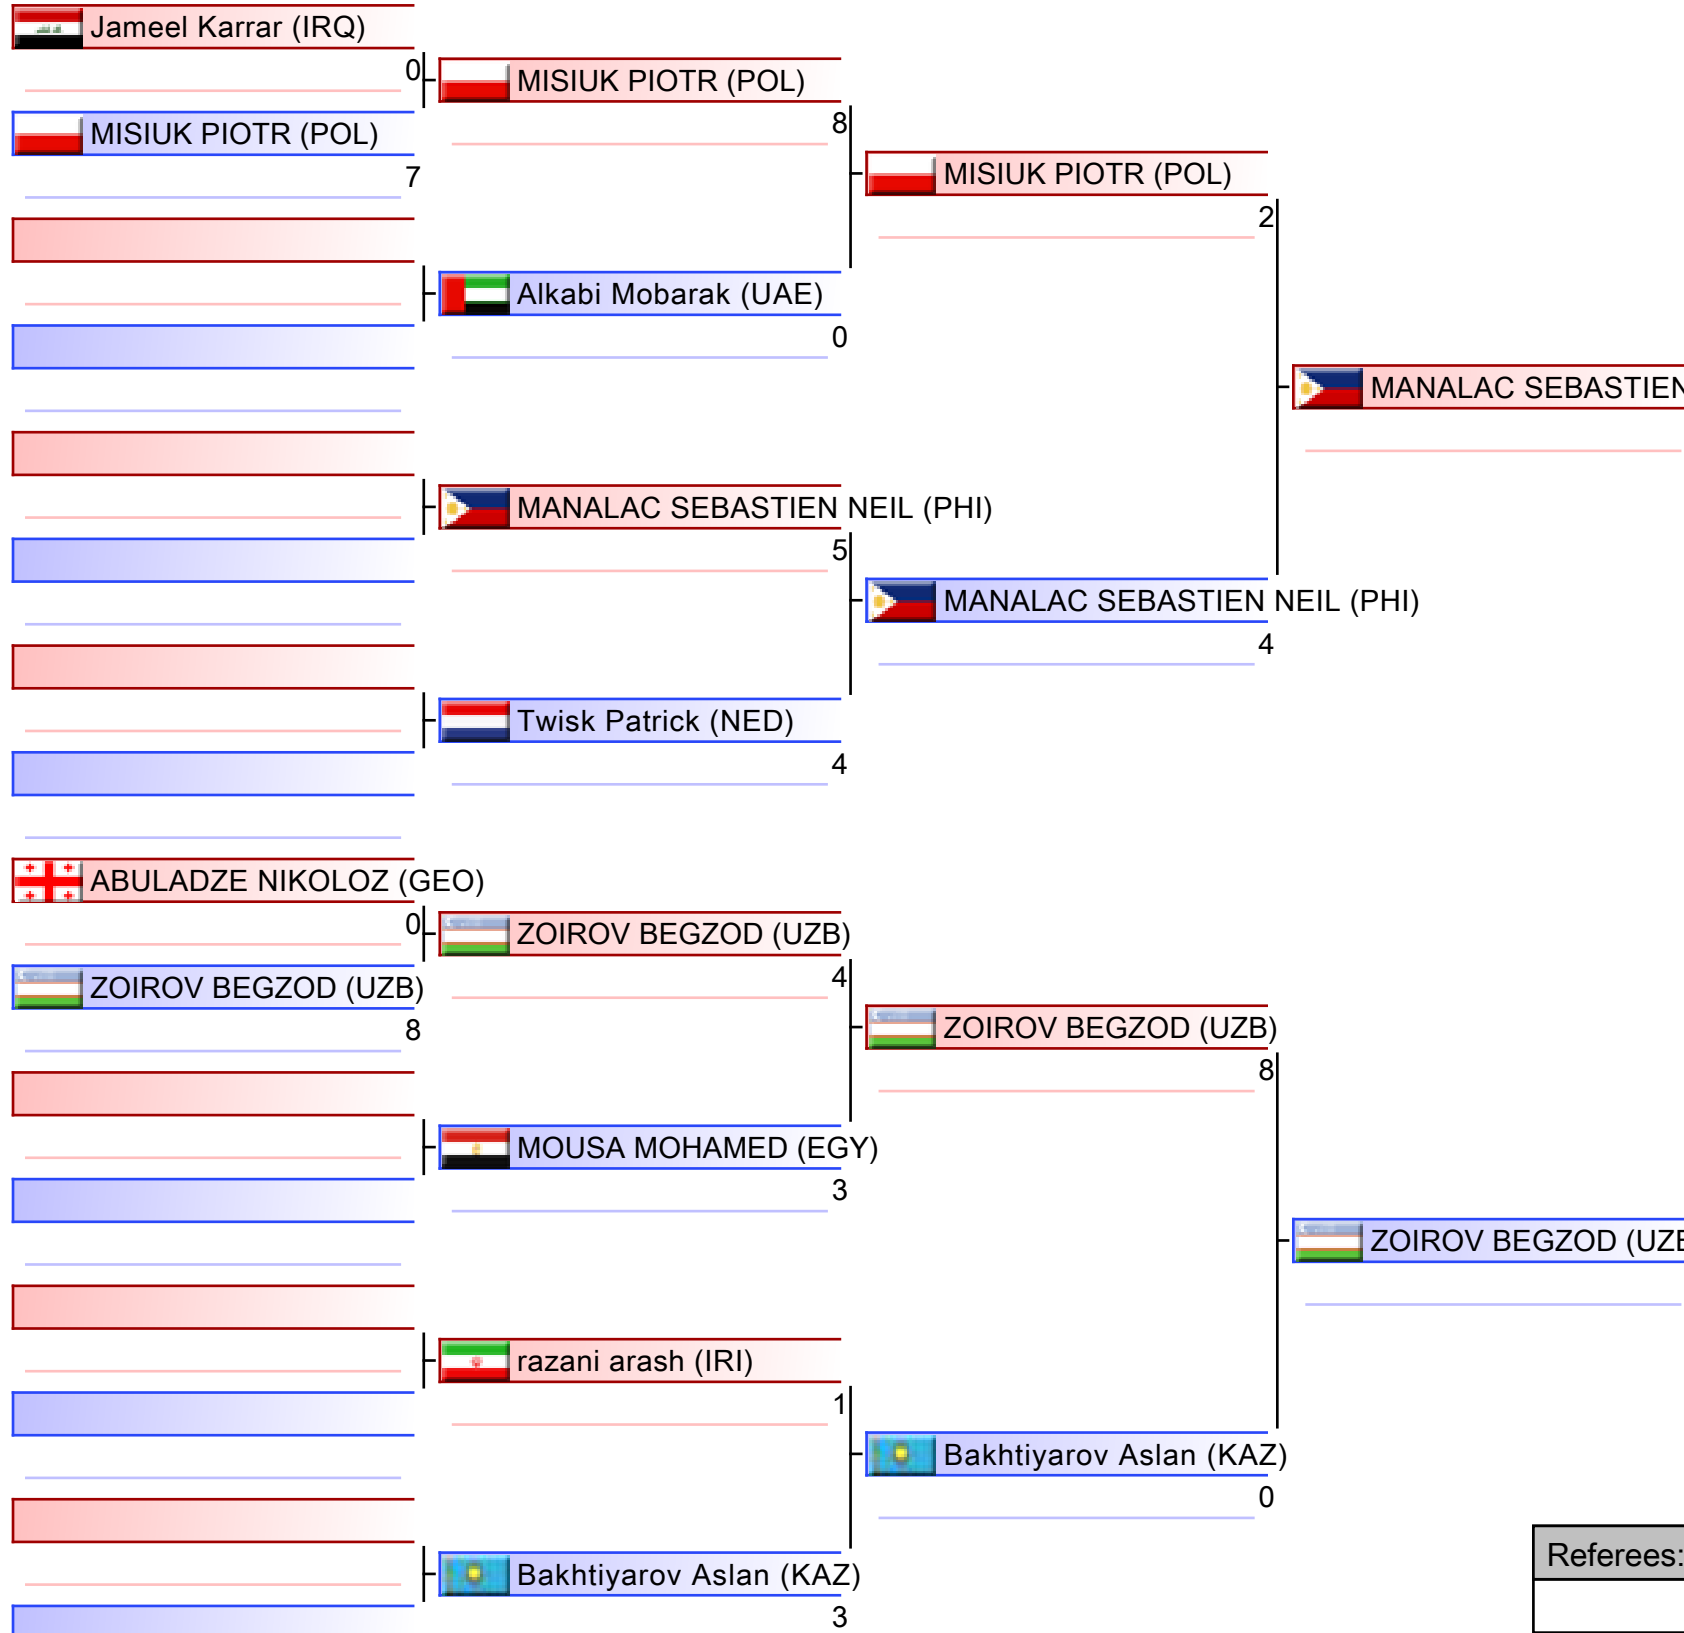 Jameel Karrar (IRQ)
0
MISIUK PIOTR (POL)
MISIUK PIOTR (POL)
7
8
MISIUK PIOTR (POL)
2
Alkabi Mobarak (UAE)
0
MANALAC SEBASTIEN
MANALAC SEBASTIEN NEIL (PHI)
5
MANALAC SEBASTIEN NEIL (PHI)
4
Twisk Patrick (NED)
4
ABULADZE NIKOLOZ (GEO)
0
ZOIROV BEGZOD (UZB)
ZOIROV BEGZOD (UZB)
8
4
ZOIROV BEGZOD (UZB)
8
MOUSA MOHAMED (EGY)
3
ZOIROV BEGZOD (UZB
razani arash (IRI)
1
Bakhtiyarov Aslan (KAZ)
0
Bakhtiyarov Aslan (KAZ)
3
Referees: